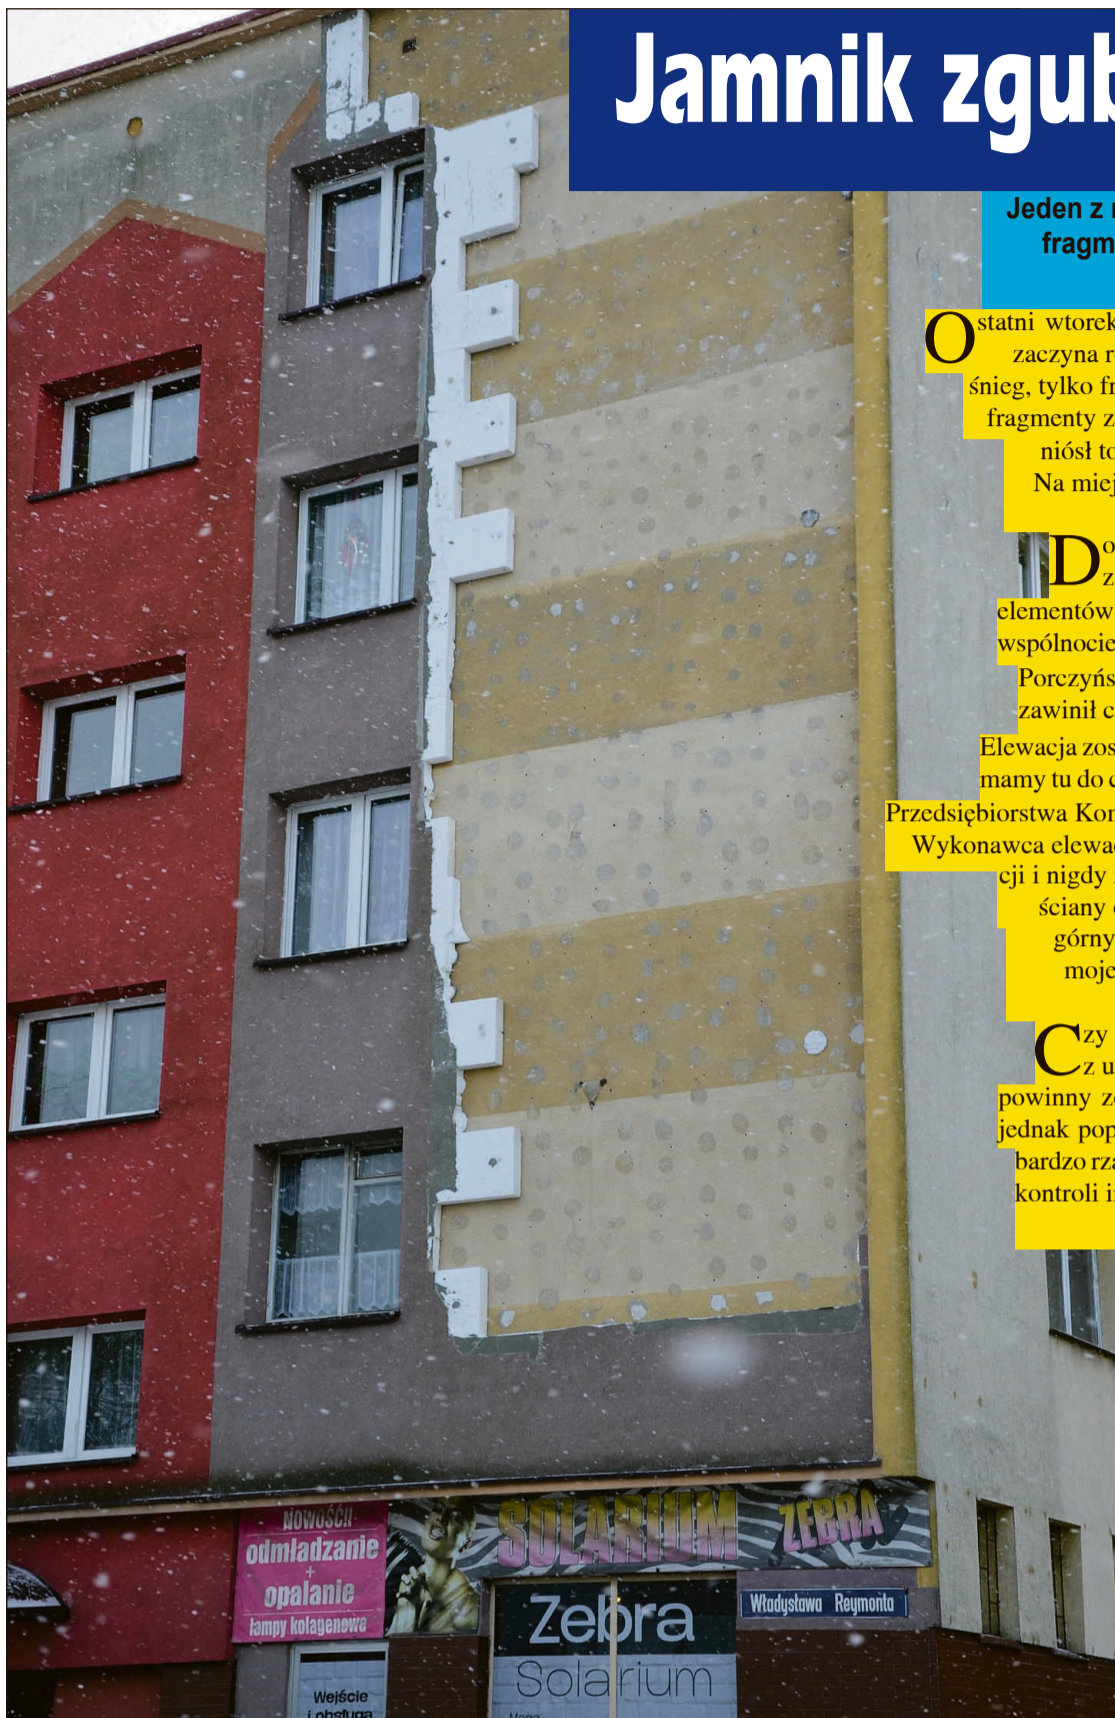 Jamnik zgub
Jeden z
fragm
Ostatni wtorek
zaczyna r
śnieg, tylko fr
fragmenty z
niósł to
Na miej
Do
z
elementów
wspólnocie
Porczyńs
zawinił c
Elewacja zos
mamy tu do c
Przedsiębiorstwa Kom
Wykonawca elewac
cji i nigdy
ściany
górny
moje
Czy
z u
powinny ze
jednak pop
bardzo rza
kontroli i
NOWOŚĆ!!
odmładzanie
+
opalanie
lampy kolagenowe
SOLARIUM ZEBRA
Zebra
Solarium
Władysława Reymonta
Wejście
i obsługa